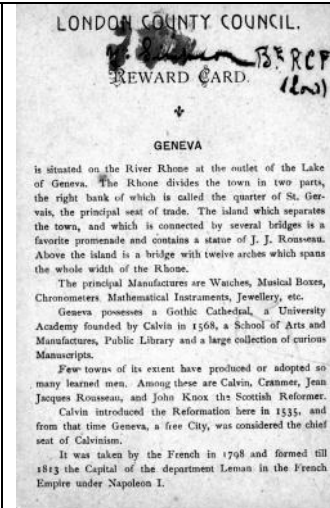 LONDON COUNTY COUNCIL.
REWARD CARD.
GENEVA
is situated on the River Rhone at the outlet of the Lake
of Geneva. The Rhone divides the town in two parts,
the right bank of which is called the quarter of St. Ger-
vais, the principal seat of trade. The island which separates
the town, and which is connected by several bridges is a
favorite promenade and contains a statue of J. J. Rousseau.
Above the island is a bridge with twelve arches which spans
the whole width of the Rhone.
The principal Manufactures are Watches, Musical Boxes,
Chronometers. Mathematical Instruments, Jewellery, etc.
Geneva possesses a Gothic Cathedral, a University
Academy founded by Calvin in 1568, a School of Arts and
Manufactures, Public Library and a large collection of curious
Manuscripts.
Few towns of its extent have produced or adopted so
many learned men. Among these are Calvin, Cranmer, Jean
Jacques Rousseau, and John Knox the Scottish Reformer.
Calvin introduced the Reformation here in 1535, and
from that time Geneva, a free City, was considered the chief
seat of Calvinism.
It was taken by the French in 1798 and formed till
1813 the Capital of the department Leman in the French
Empire under Napoleon I.